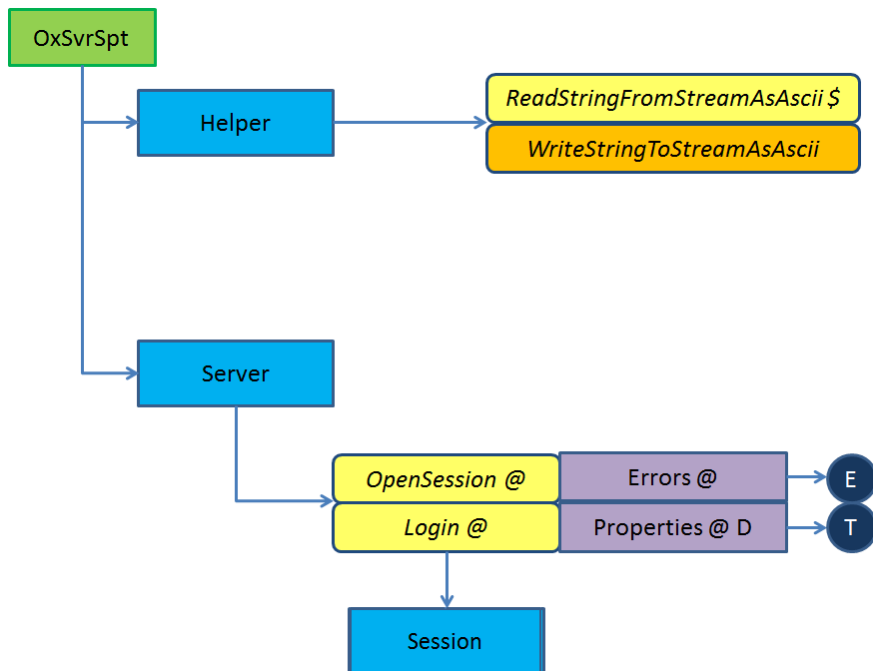 OxSvrSpt
Helper
ReadStringFromStreamAsAscii $
WriteStringToStreamAsAscii
Server
OpenSession @
Errors @
E
Login @
Properties @ D
T
Session